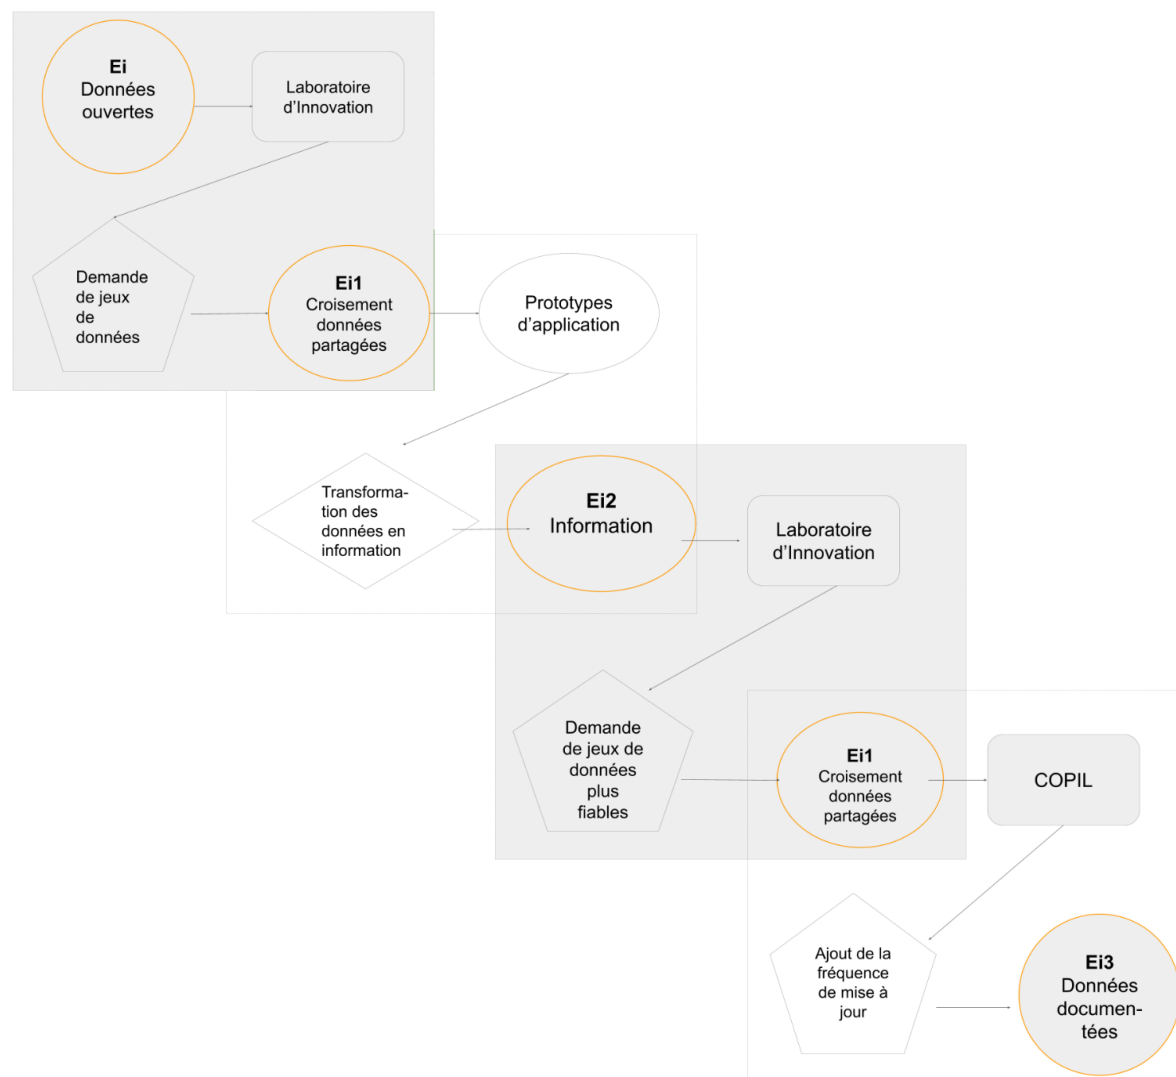 Ei
Données
ouvertes
Laboratoire
d'Innovation
Demande
de jeux
de
données
Ei1
Croisement
données
partagées
Prototypes
d'application
Transforma-
tion des
données en
information
Ei2
Information
Laboratoire
d'Innovation
Demande
de jeux de
données
plus
fiables
Ei1
Croisement
données
partagées
COPIL
Ajout de la
fréquence
de mise à
jour
Ei3
Données
documen-
tées